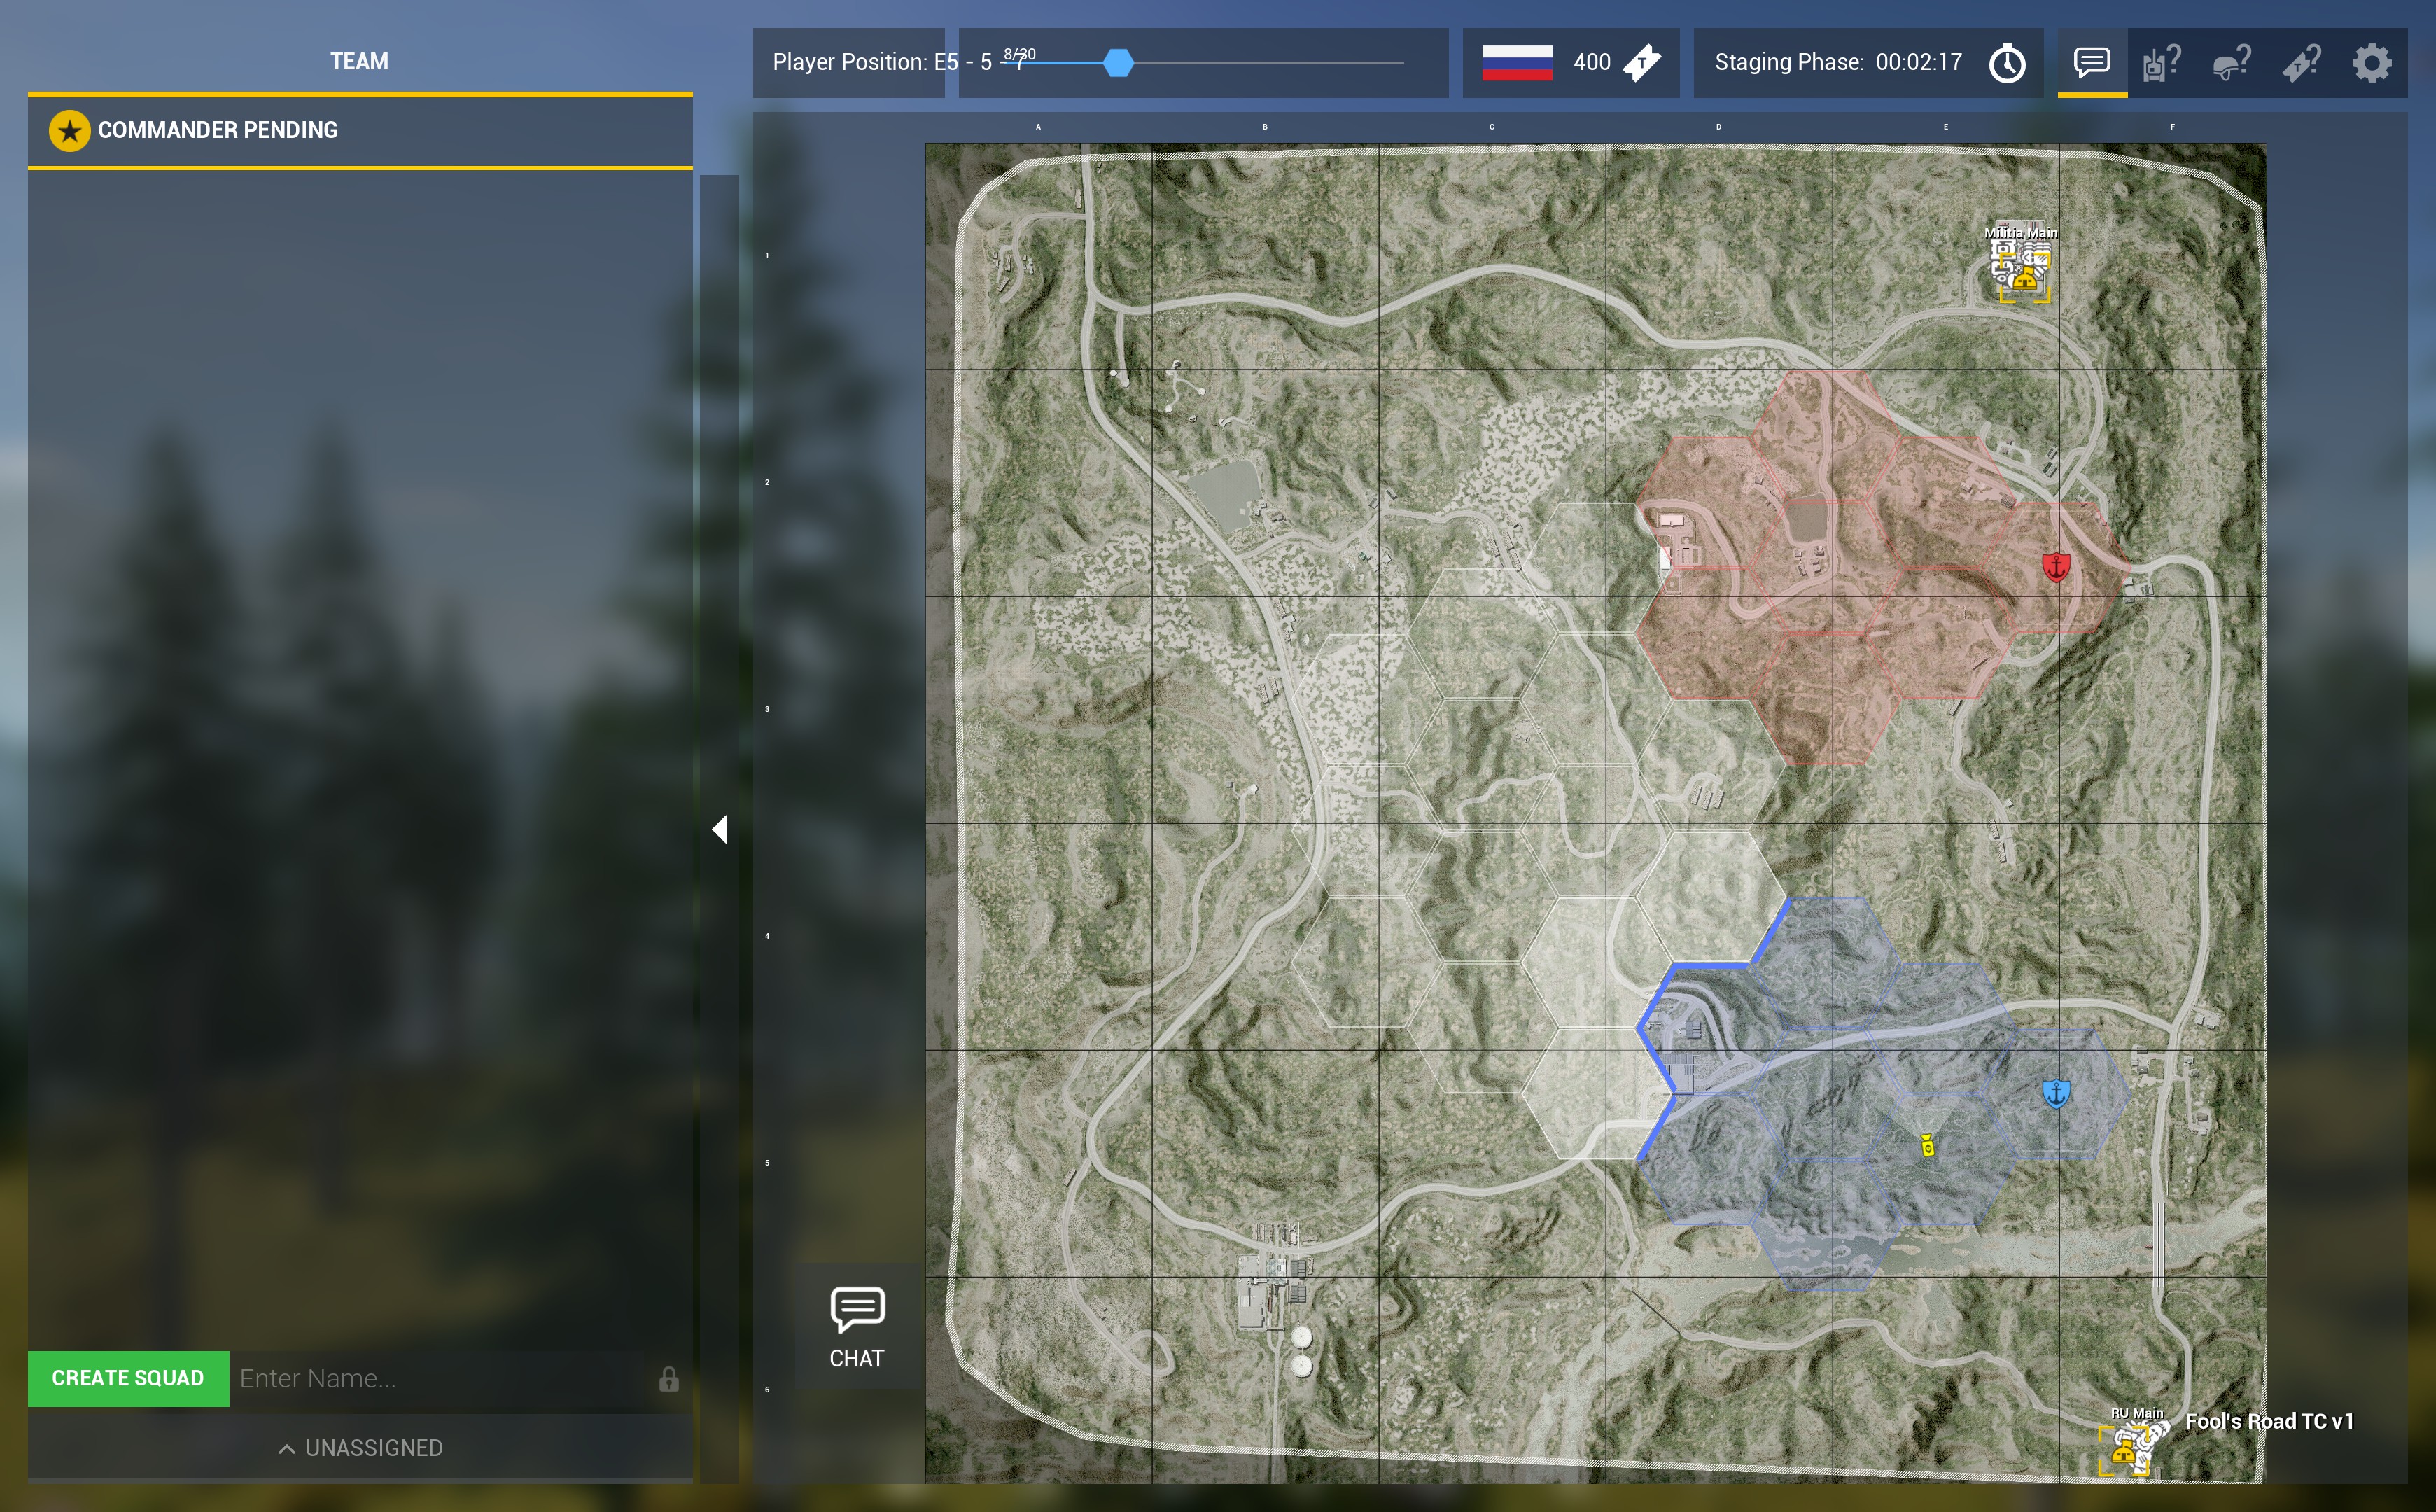 TEAM
COMMANDER PENDING
CREATE SQUAD
Enter Name...
UNASSIGNED
Player Position: E5 - 5 - 7
8/30
400
T
Staging Phase: 00:02:17
?
?
T?
A B C D E F
1
2
3
4
5
6
Militia Main
CHAT
RU Main
Fool's Road TC v1